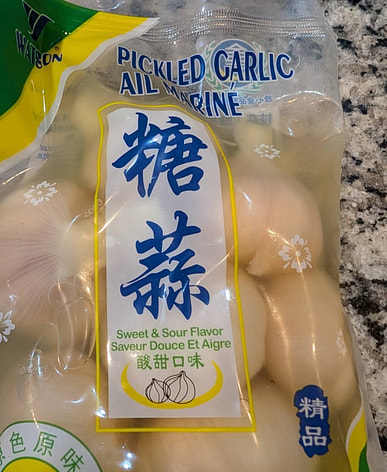 WATSON
PICKLED GARLIC
AIL MARINÉ
糖
蒜
Sweet & Sour Flavor
Saveur Douce Et Aigre
酸甜口味
精品
原色原味